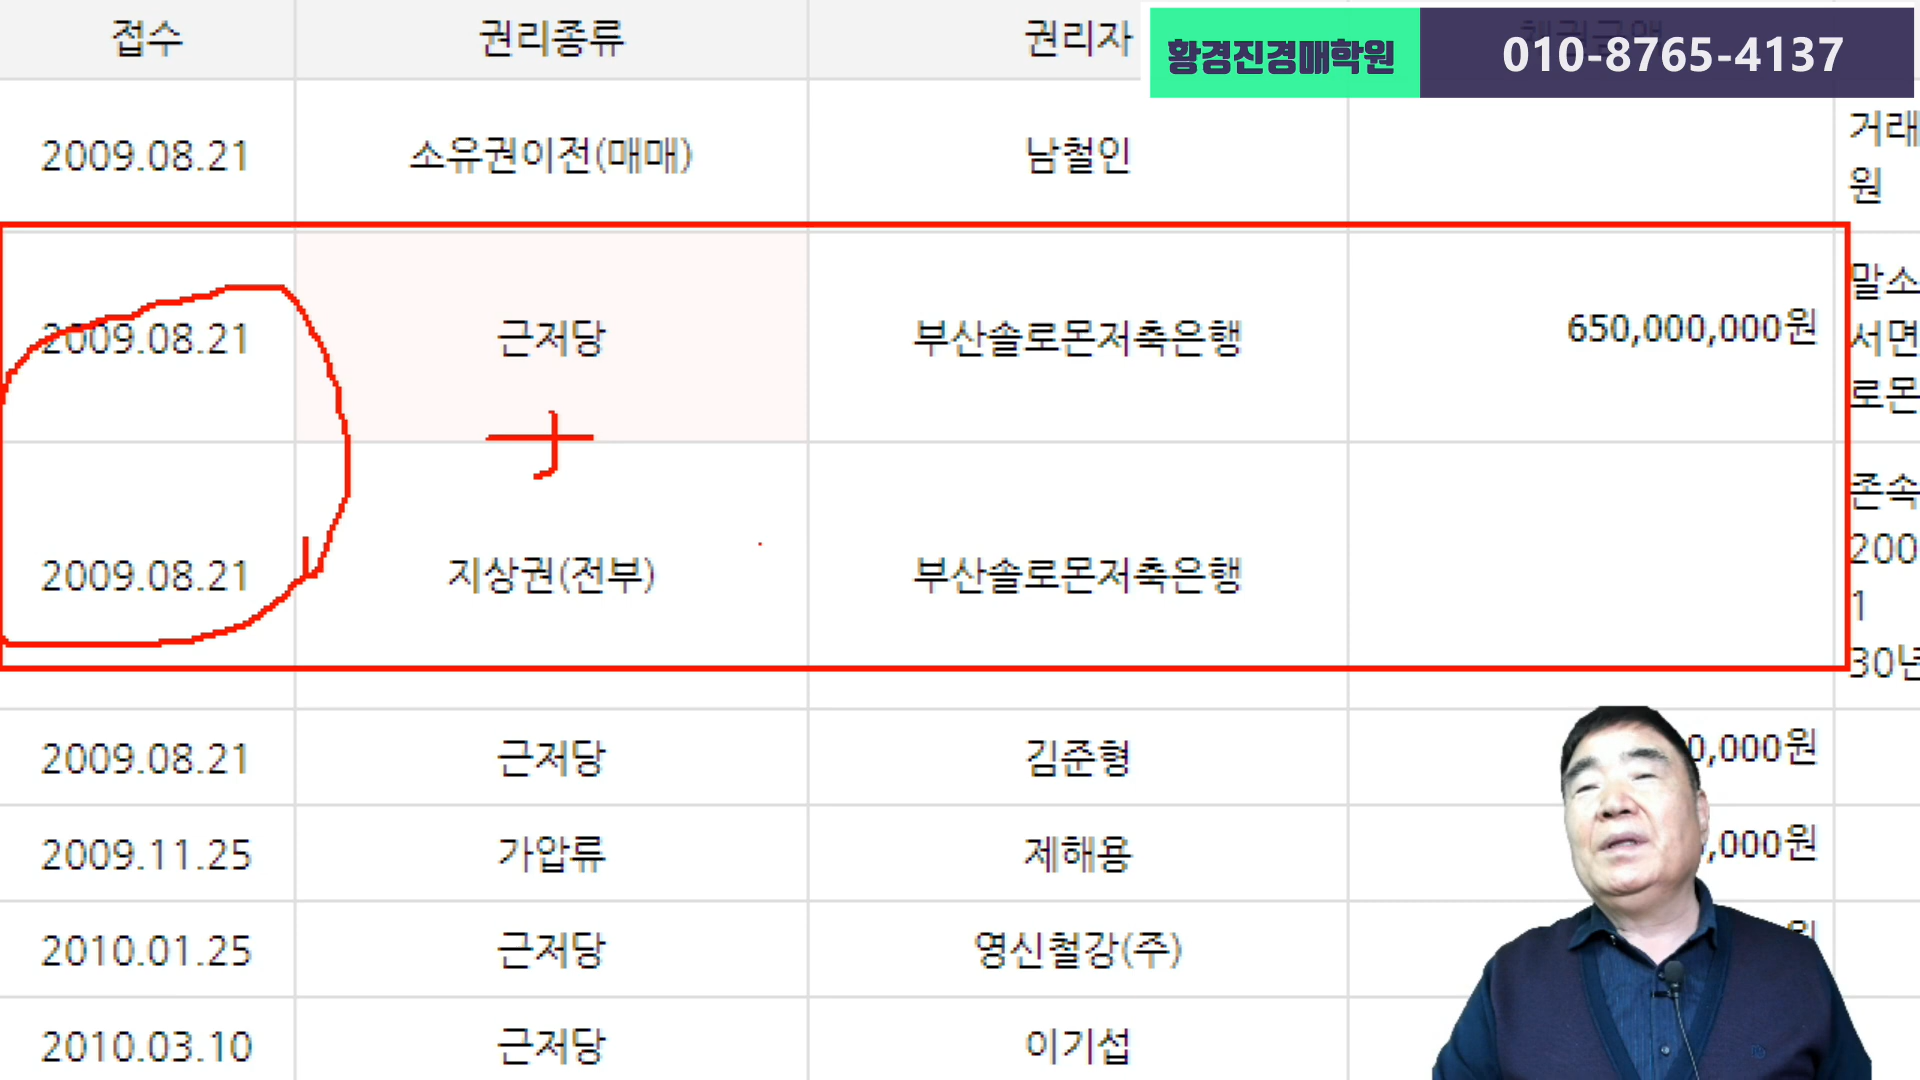 접수 권리종류 권리자 황경진경매학원 010-8765-4137
2009.08.21 소유권이전(매매) 남철인 거래
원
2009.08.21 근저당 부산솔로몬저축은행 650,000,000원 말소
서면
로몬
2009.08.21 지상권(전부) 부산솔로몬저축은행 존속
200
1
30년
2009.08.21 근저당 김준형 0,000원
2009.11.25 가압류 제해용 ,000원
2010.01.25 근저당 영신철강(주) 원
2010.03.10 근저당 이기섭